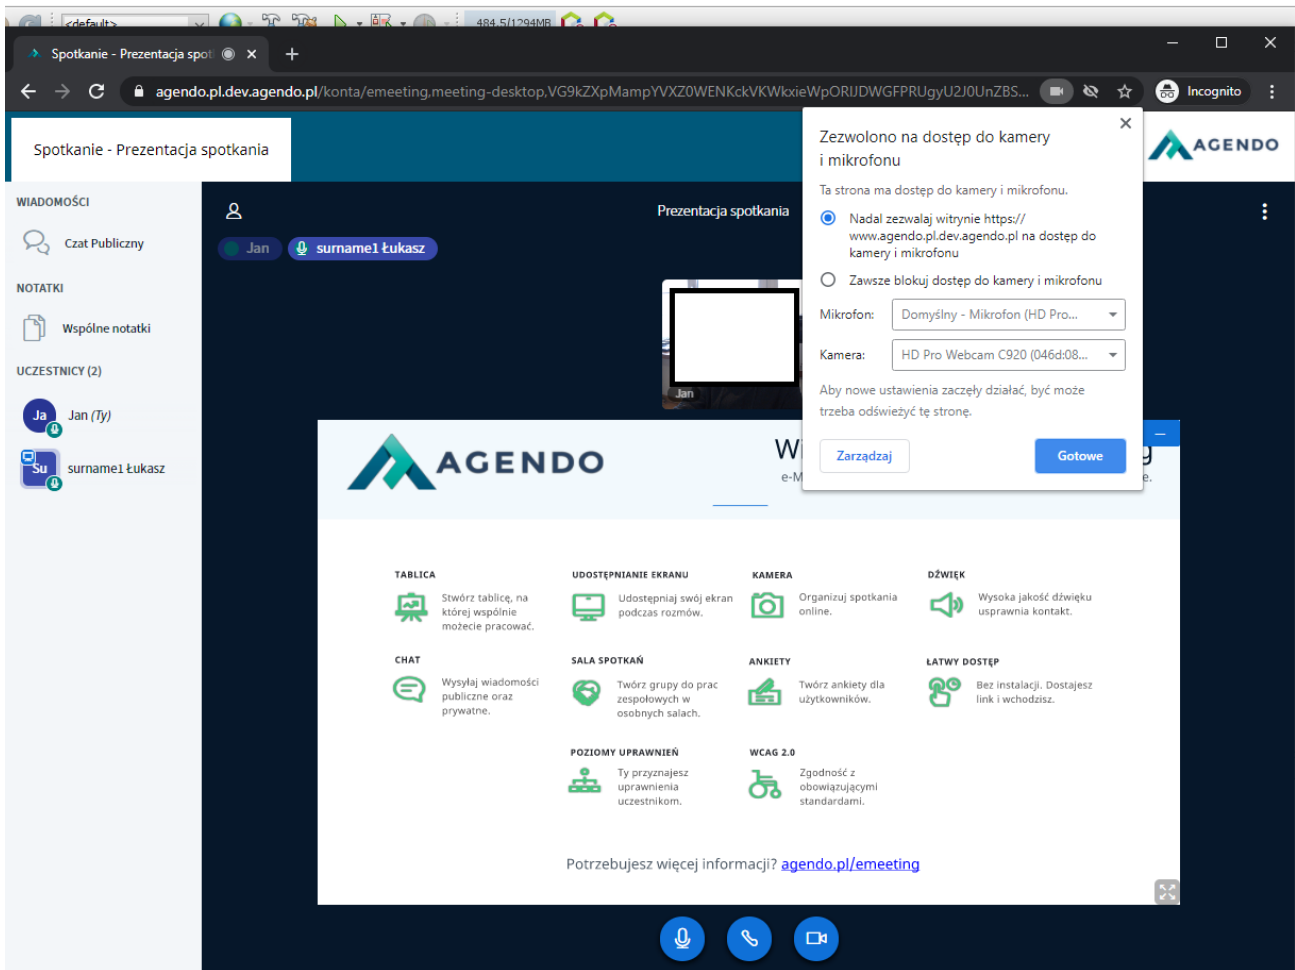 <default>
484,5/1294MB
Spotkanie - Prezentacja spot
agendo.pl.dev.agendo.pl/konta/emeeting,meeting-desktop,
Incognito
Spotkanie - Prezentacja spotkania
Zezwolono na dostęp do kamery
i mikrofonu
Ta strona ma dostęp do kamery i mikrofonu.
Nadal zezwalaj witrynie https://
www.agendo.pl.dev.agendo.pl na dostęp do
kamery i mikrofonu
Zawsze blokuj dostęp do kamery i mikrofonu
Mikrofon: Domyślny - Mikrofon (HD Pro...
Kamera: HD Pro Webcam C920 (046d:08...
Aby nowe ustawienia zaczęły działać, być może
trzeba odświeżyć tę stronę.
Zarządzaj
Gotowe
AGENDO
WIADOMOŚCI
Czat Publiczny
NOTATKI
Wspólne notatki
UCZESTNICY (2)
Ja Jan (Ty)
Su surname1 Łukasz
Prezentacja spotkania
Jan
surname1 Łukasz
Jan
AGENDO
TABLICA
Stwórz tablicę, na
której wspólnie
możecie pracować.
UDOSTĘPNIANIE EKRANU
Udostępniaj swój ekran
podczas rozmów.
KAMERA
Organizuj spotkania
online.
DŹWIĘK
Wysoka jakość dźwięku
usprawnia kontakt.
CHAT
Wysyłaj wiadomości
publiczne oraz
prywatne.
SALA SPOTKAŃ
Twórz grupy do prac
zespołowych w
osobnych salach.
ANKIETY
Twórz ankiety dla
użytkowników.
ŁATWY DOSTĘP
Bez instalacji. Dostajesz
link i wchodzisz.
POZIOMY UPRAWNIEŃ
Ty przyznajesz
uprawnienia
uczestnikom.
WCAG 2.0
Zgodność z
obowiązującymi
standardami.
Potrzebujesz więcej informacji? agendo.pl/emeeting